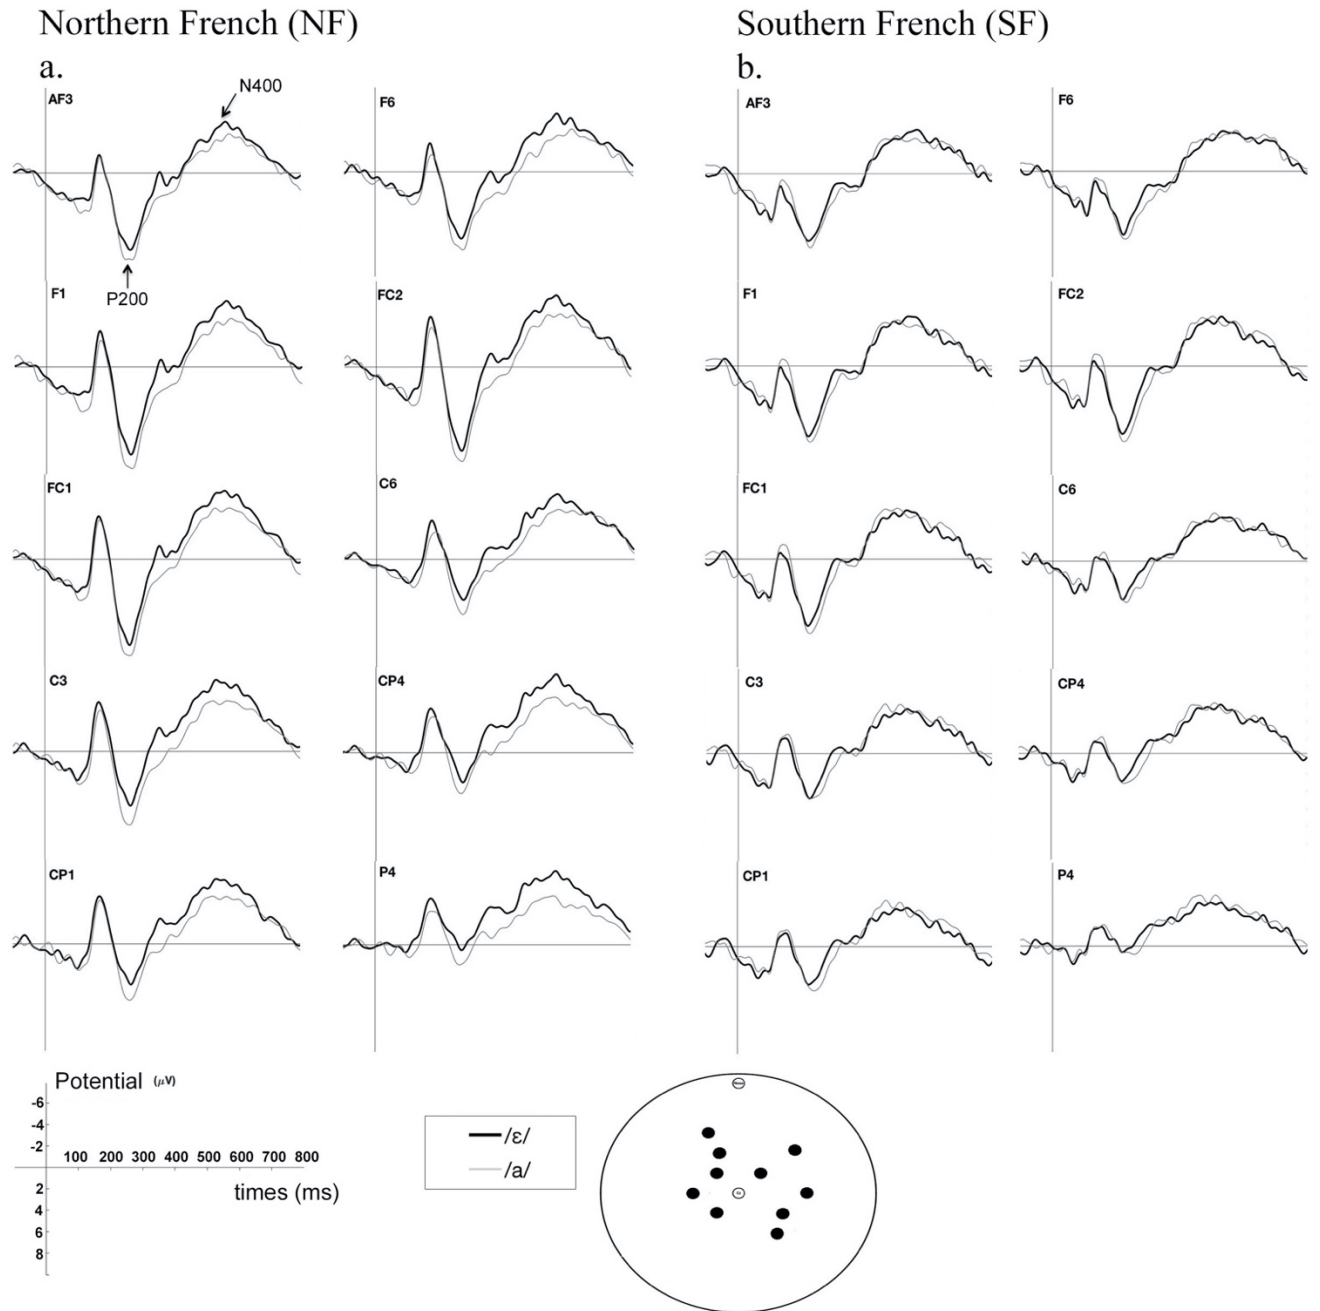 Northern French (NF)
Southern French (SF)
a.
b.
N400
AF3
F6
AF3
F6
P200
F1
FC2
F1
FC2
FC1
C6
FC1
C6
C3
CP4
C3
CP4
CP1
P4
CP1
P4
Potential (μV)
-6
-4
-2
100 200 300 400 500 600 700 800
times (ms)
2
4
6
8
/ε/
/a/